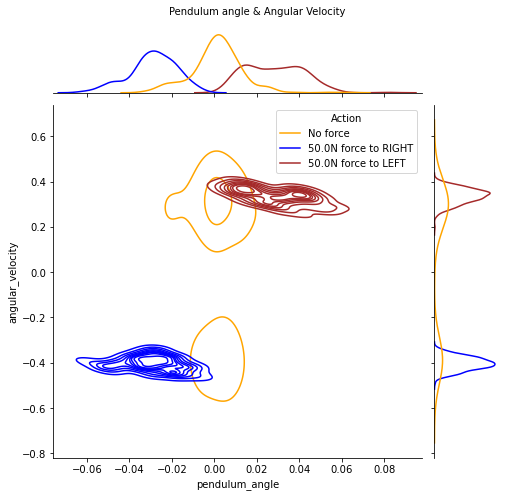 Pendulum angle & Angular Velocity
Action
No force
50.0N force to RIGHT
50.0N force to LEFT
0.6
0.4
0.2
0.0
−0.2
−0.4
−0.6
−0.8
angular_velocity
−0.06
−0.04
−0.02
0.00
0.02
0.04
0.06
0.08
pendulum_angle